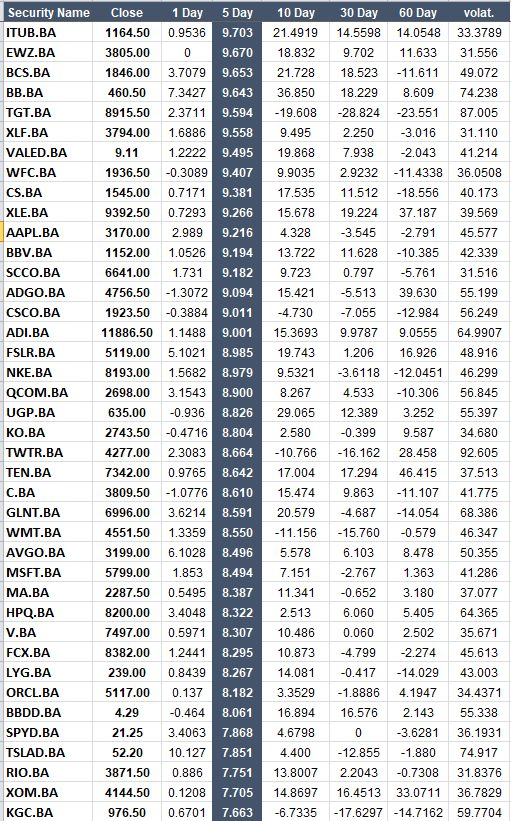 Security Name Close 1 Day 5 Day 10 Day 30 Day 60 Day volat.
ITUB.BA 1164.50 0.9536 9.703 21.4919 14.5598 14.0548 33.3789
EWZ.BA 3805.00 0 9.670 18.832 9.702 11.633 31.556
BCS.BA 1846.00 3.7079 9.653 21.728 18.523 -11.611 49.072
BB.BA 460.50 7.3427 9.643 36.850 18.229 8.609 74.238
TGT.BA 8915.50 2.3711 9.594 -19.608 -28.824 -23.551 87.005
XLF.BA 3794.00 1.6886 9.558 9.495 2.250 -3.016 31.110
VALED.BA 9.11 1.2222 9.495 19.868 7.938 -2.043 41.214
WFC.BA 1936.50 -0.3089 9.407 9.9035 2.9232 -11.4338 36.0508
CS.BA 1545.00 0.7171 9.381 17.535 11.512 -18.556 40.173
XLE.BA 9392.50 0.7293 9.266 15.678 19.224 37.187 39.569
AAPL.BA 3170.00 2.989 9.216 4.328 -3.545 -2.791 45.577
BBV.BA 1152.00 1.0526 9.194 13.722 11.628 -10.385 42.339
SCCO.BA 6641.00 1.731 9.182 9.723 0.797 -5.761 31.516
ADGO.BA 4756.50 -1.3072 9.094 15.421 -5.513 39.630 55.199
CSCO.BA 1923.50 -0.3884 9.011 -4.730 -7.055 -12.984 56.249
ADI.BA 11886.50 1.1488 9.001 15.3693 9.9787 9.0555 64.9907
FSLR.BA 5119.00 5.1021 8.985 19.743 1.206 16.926 48.916
NKE.BA 8193.00 1.5682 8.979 9.5321 -3.6118 -12.0451 46.299
QCOM.BA 2698.00 3.1543 8.900 8.267 4.533 -10.306 56.845
UGP.BA 635.00 -0.936 8.826 29.065 12.389 3.252 55.397
KO.BA 2743.50 -0.4716 8.804 2.580 -0.399 9.587 34.680
TWTR.BA 4277.00 2.3083 8.664 -10.766 -16.162 28.458 92.605
TEN.BA 7342.00 0.9765 8.642 17.004 17.294 46.415 37.513
C.BA 3809.50 -1.0776 8.610 15.474 9.863 -11.107 41.775
GLNT.BA 6996.00 3.6214 8.591 20.579 -4.687 -14.054 68.386
WMT.BA 4551.50 1.3359 8.550 -11.156 -15.760 -0.579 46.347
AVGO.BA 3199.00 6.1028 8.496 5.578 6.103 8.478 50.355
MSFT.BA 5799.00 1.853 8.494 7.151 -2.767 1.363 41.286
MA.BA 2287.50 0.5495 8.387 11.341 -0.652 3.180 37.077
HPQ.BA 8200.00 3.4048 8.322 2.513 6.060 5.405 64.365
V.BA 7497.00 0.5971 8.307 10.486 0.060 2.502 35.671
FCX.BA 8382.00 1.2441 8.295 10.873 -4.799 -2.274 45.613
LYG.BA 239.00 0.8439 8.267 14.081 -0.417 -14.029 43.003
ORCL.BA 5117.00 0.137 8.182 3.3529 -1.8886 4.1947 34.4371
BBDD.BA 4.29 -0.464 8.061 16.894 16.576 2.143 55.338
SPYD.BA 21.25 3.4063 7.868 4.6798 0 -3.6281 36.1931
TSLAD.BA 52.20 10.127 7.851 4.400 -12.855 -1.880 74.917
RIO.BA 3871.50 0.886 7.751 13.8007 2.2043 -0.7308 31.8376
XOM.BA 4144.50 0.1208 7.705 14.8697 16.4513 33.0711 36.7829
KGC.BA 976.50 0.6701 7.663 -6.7335 -17.6297 -14.7162 59.7704